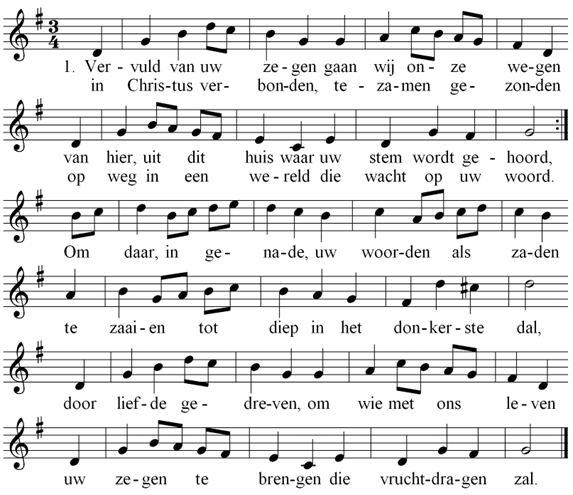 3
4
1. Ver - vuld van uw ze - gen gaan wij on - ze we - gen
in Chris - tus ver - bon - den, te - za - men ge - zon - den
van hier, uit dit huis waar uw stem wordt ge - hoord,
op weg in een we - reld die wacht op uw woord.
Om daar, in ge - na - de, uw woor - den als za - den
te zaai - en tot diep in het don - ker - ste dal,
door lief - de ge - dre - ven, om wie met ons le - ven
uw ze - gen te bren - gen die vrucht - dra - gen zal.